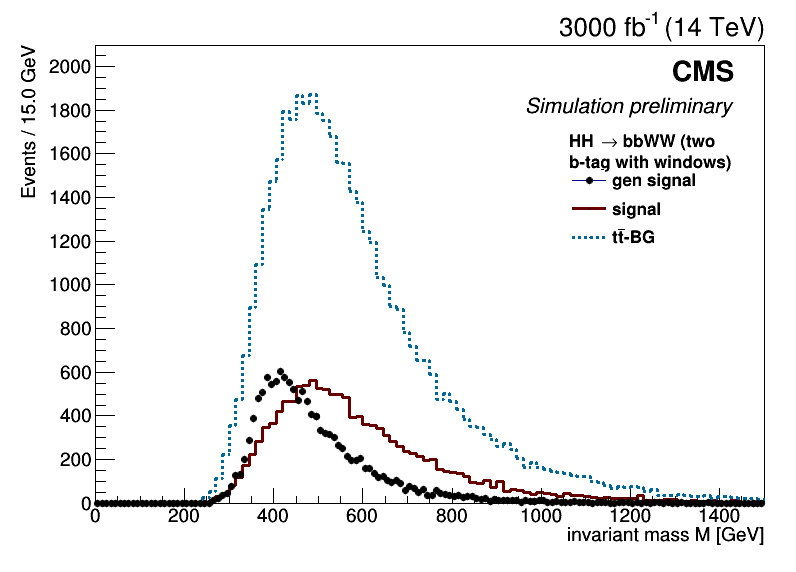 3000 fb-1 (14 TeV)
Events / 15.0 GeV
CMS
Simulation preliminary
HH → bbWW (two
b-tag with windows)
gen signal
signal
tt̄-BG
2000
1800
1600
1400
1200
1000
800
600
400
200
0
0 200 400 600 800 1000 1200 1400
invariant mass M [GeV]